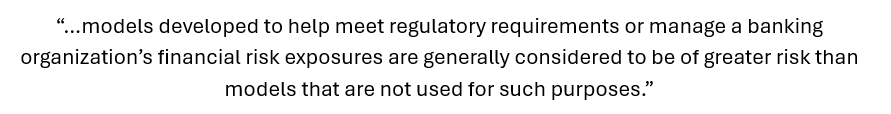 “...models developed to help meet regulatory requirements or manage a banking
organization’s financial risk exposures are generally considered to be of greater risk than
models that are not used for such purposes.”